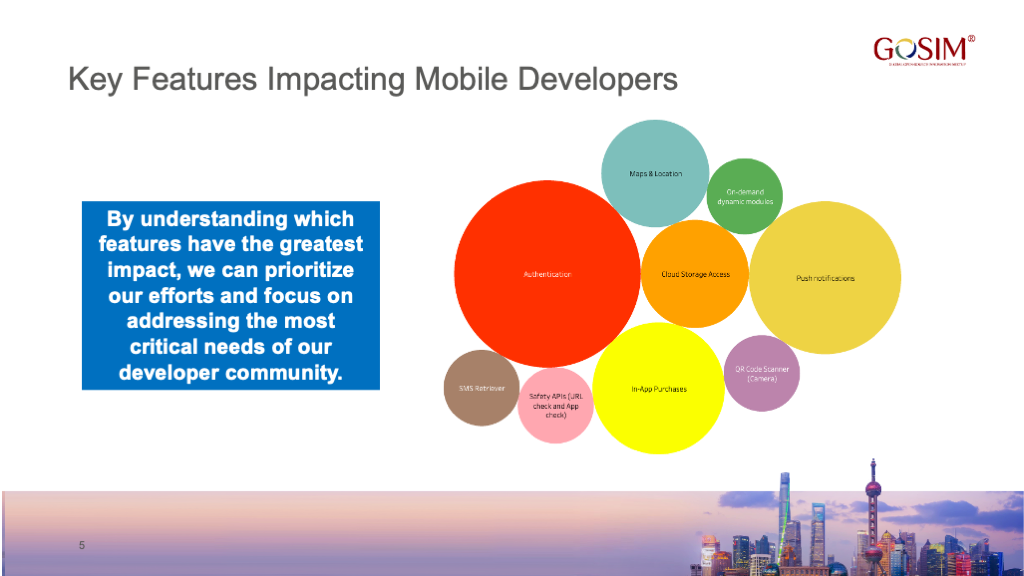 GOSIM®
Key Features Impacting Mobile Developers
By understanding which
features have the greatest
impact, we can prioritize
our efforts and focus on
addressing the most
critical needs of our
developer community.
Maps & Location
On-demand
dynamic modules
Authentication
Cloud Storage Access
Push notifications
SMS Retriever
Safety APIs (URL
check and App
check)
In-App Purchases
QR Code Scanner
(Camera)
5